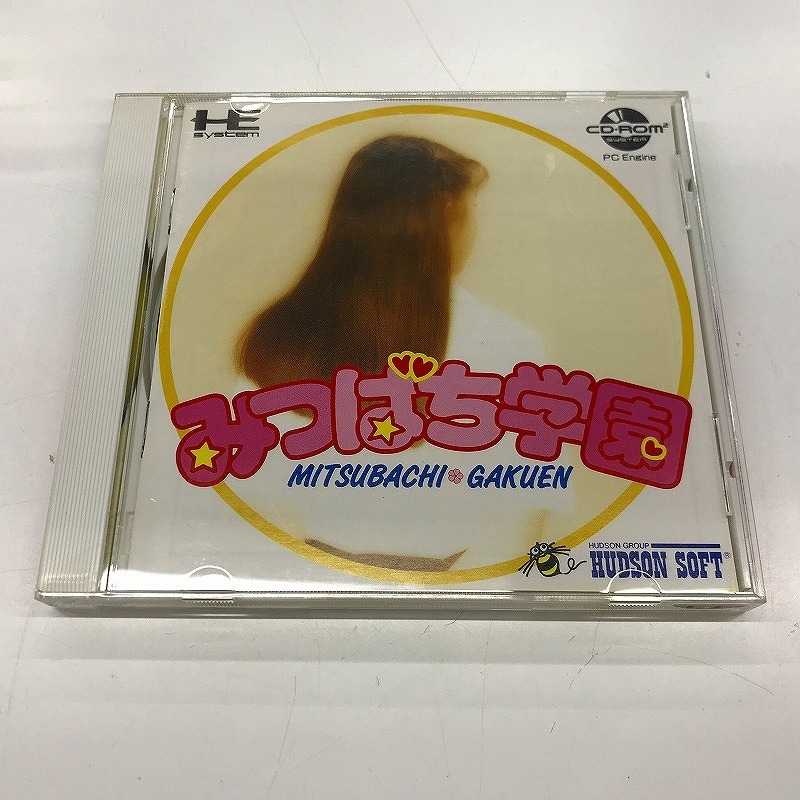 HE
system
CD-ROM²
SYSTEM
PC Engine
みつばち学園
MITSUBACHI GAKUEN
HUDSON GROUP
HUDSON SOFT®